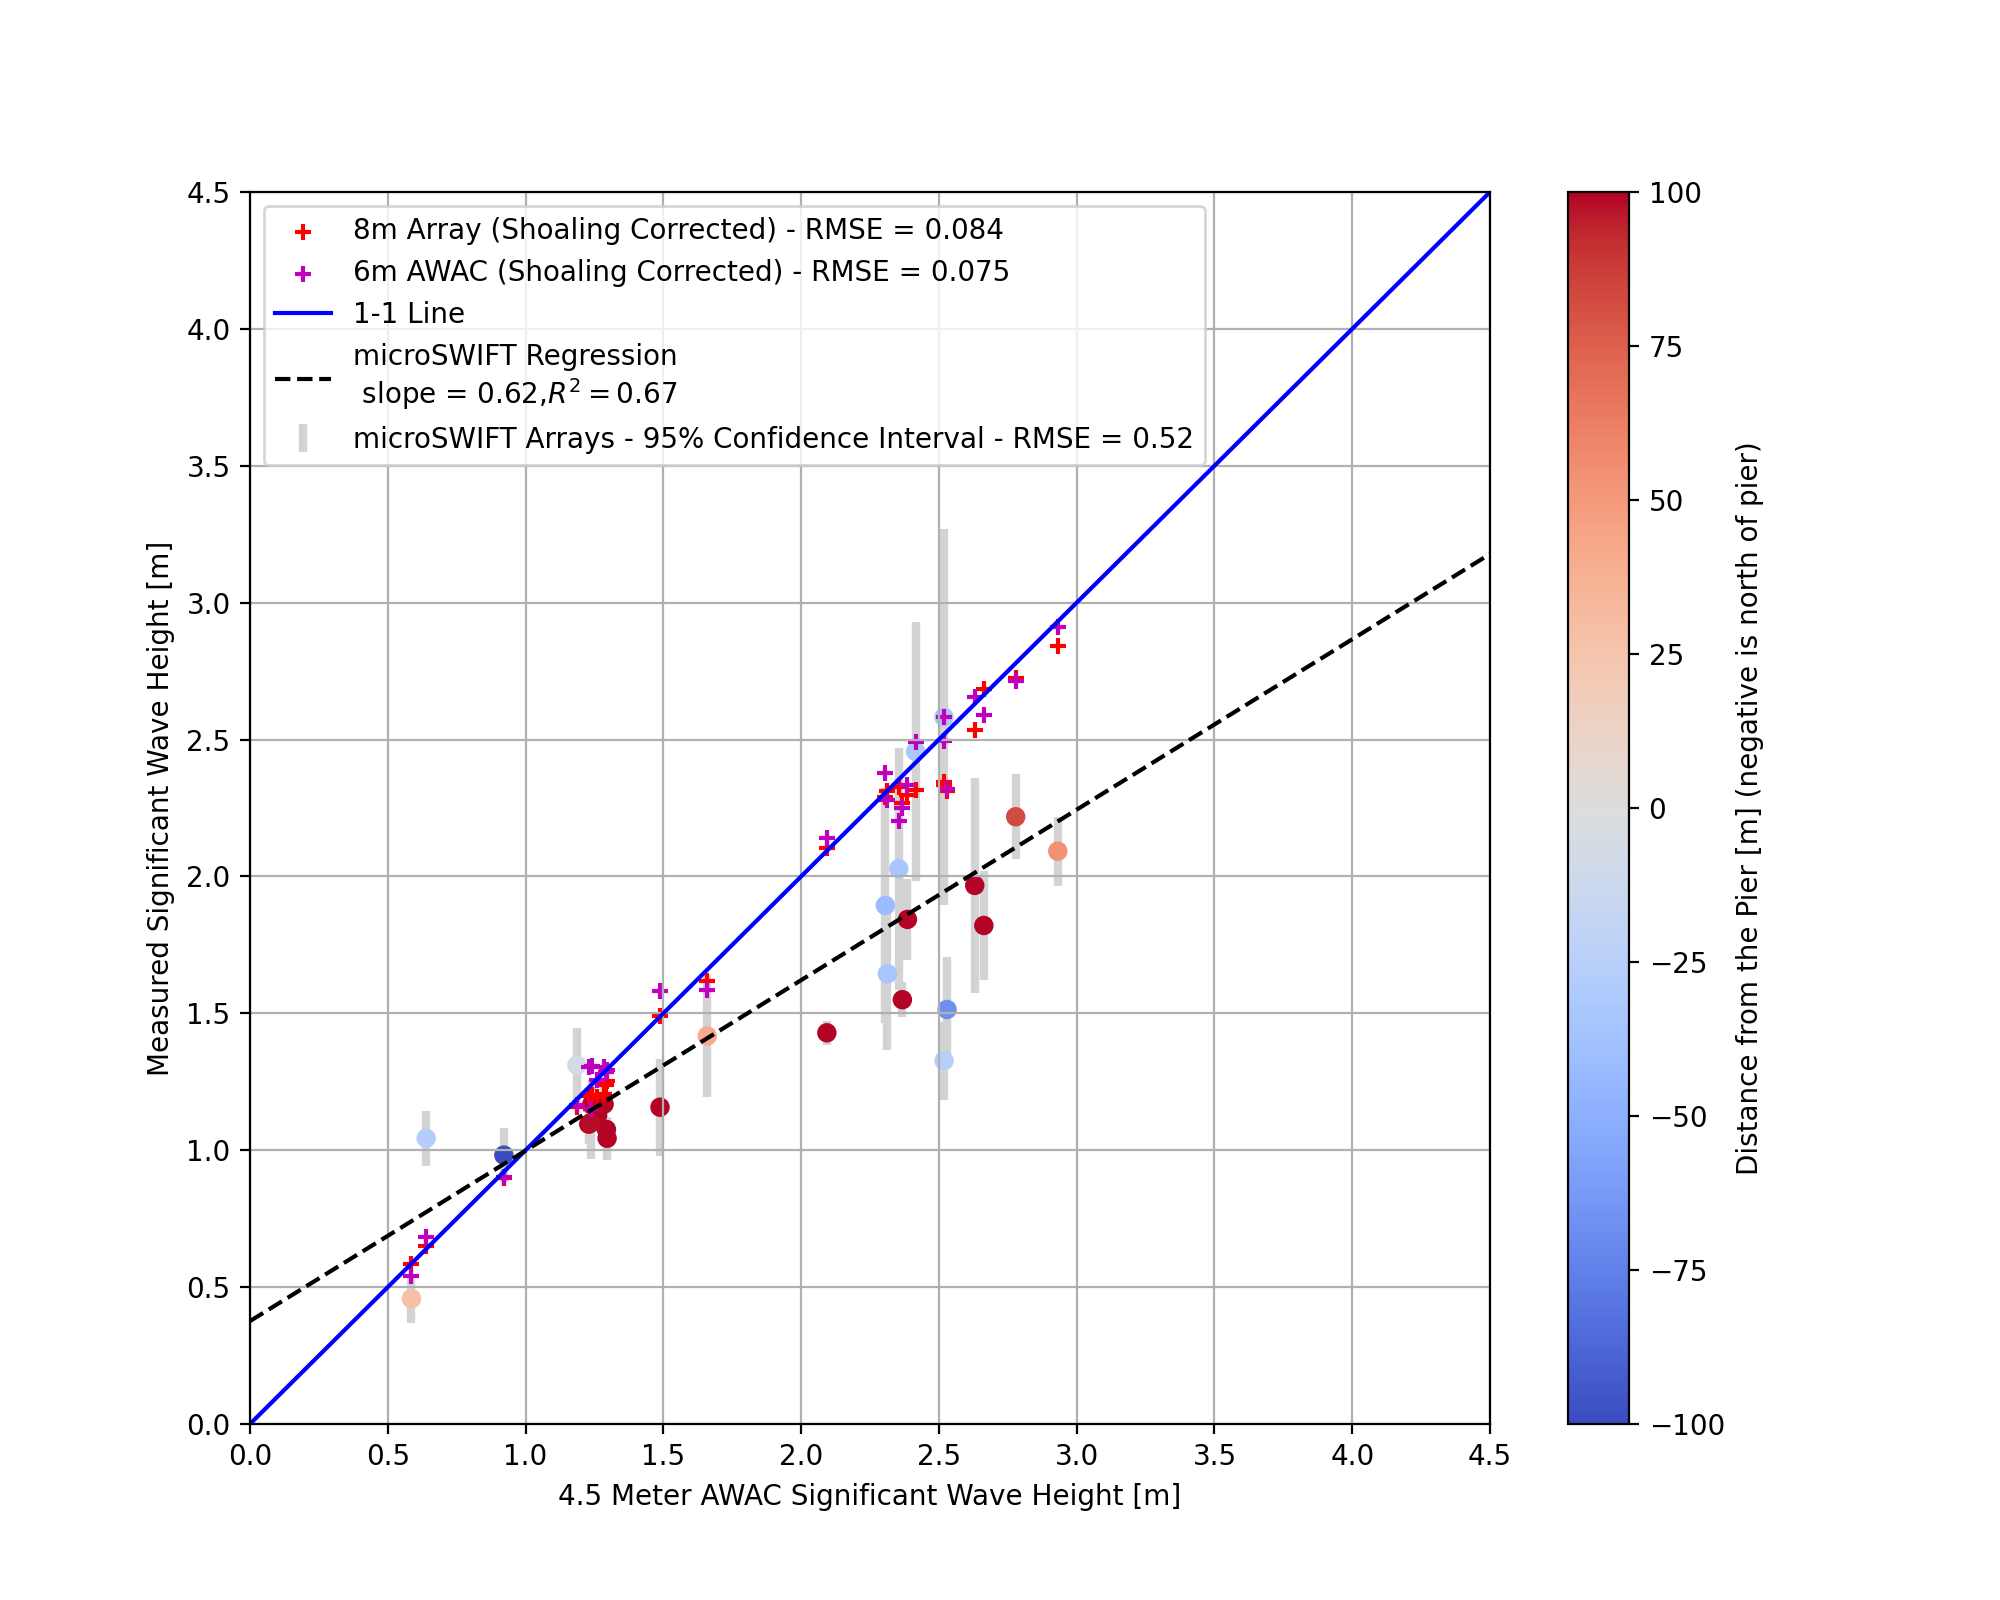 8m Array (Shoaling Corrected) - RMSE = 0.084
6m AWAC (Shoaling Corrected) - RMSE = 0.075
1-1 Line
microSWIFT Regression
slope = 0.62,R² = 0.67
microSWIFT Arrays - 95% Confidence Interval - RMSE = 0.52
Measured Significant Wave Height [m]
4.5
4.0
3.5
3.0
2.5
2.0
1.5
1.0
0.5
0.0
0.0 0.5 1.0 1.5 2.0 2.5 3.0 3.5 4.0 4.5
4.5 Meter AWAC Significant Wave Height [m]
100
75
50
25
0
−25
−50
−75
−100
Distance from the Pier [m] (negative is north of pier)